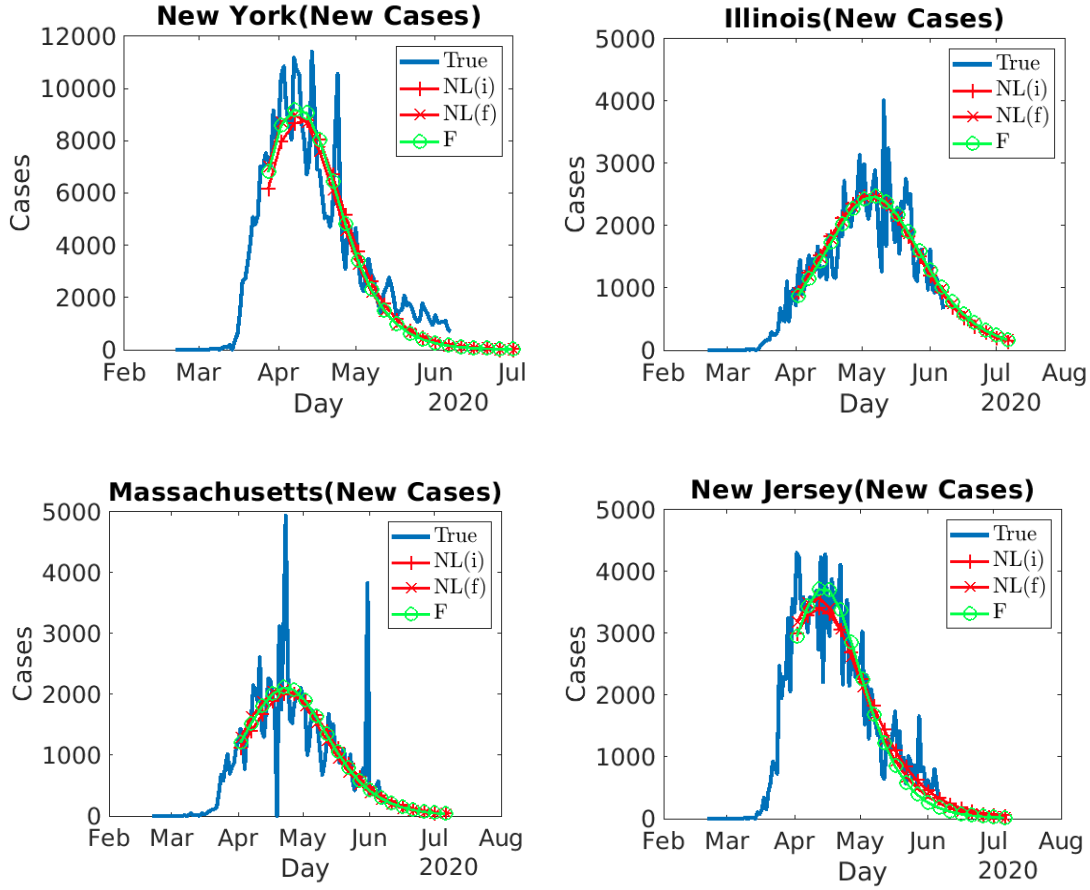 New York(New Cases)
Cases
12000
10000
8000
6000
4000
2000
0
True
NL(i)
NL(f)
F
Feb Mar Apr May Jun Jul
Day
2020
Illinois(New Cases)
Cases
5000
4000
3000
2000
1000
0
True
NL(i)
NL(f)
F
Feb Mar Apr May Jun Jul Aug
Day
2020
Massachusetts(New Cases)
Cases
5000
4000
3000
2000
1000
0
True
NL(i)
NL(f)
F
Feb Mar Apr May Jun Jul Aug
Day
2020
New Jersey(New Cases)
Cases
5000
4000
3000
2000
1000
0
True
NL(i)
NL(f)
F
Feb Mar Apr May Jun Jul Aug
Day
2020